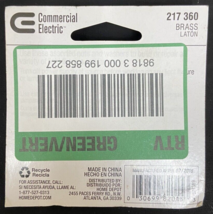 Commercial
Electric
217 360
BRASS
LATON
9818 3 000 199 858 227
GREEN/VERT
RTV
Please
Recycle
Recicla
FOR ASSISTANCE, CALL:
SI NECESITA AYUDA, LLAME AL:
1-877-527-0313
HOMEDEPOT.COM
MADE IN CHINA
HECHO EN CHINA
DISTRIBUTED BY:
DISTRIBUIDO POR:
HOME DEPOT
2455 PACES FERRY RD., N.W.
ATLANTA, GA 30339